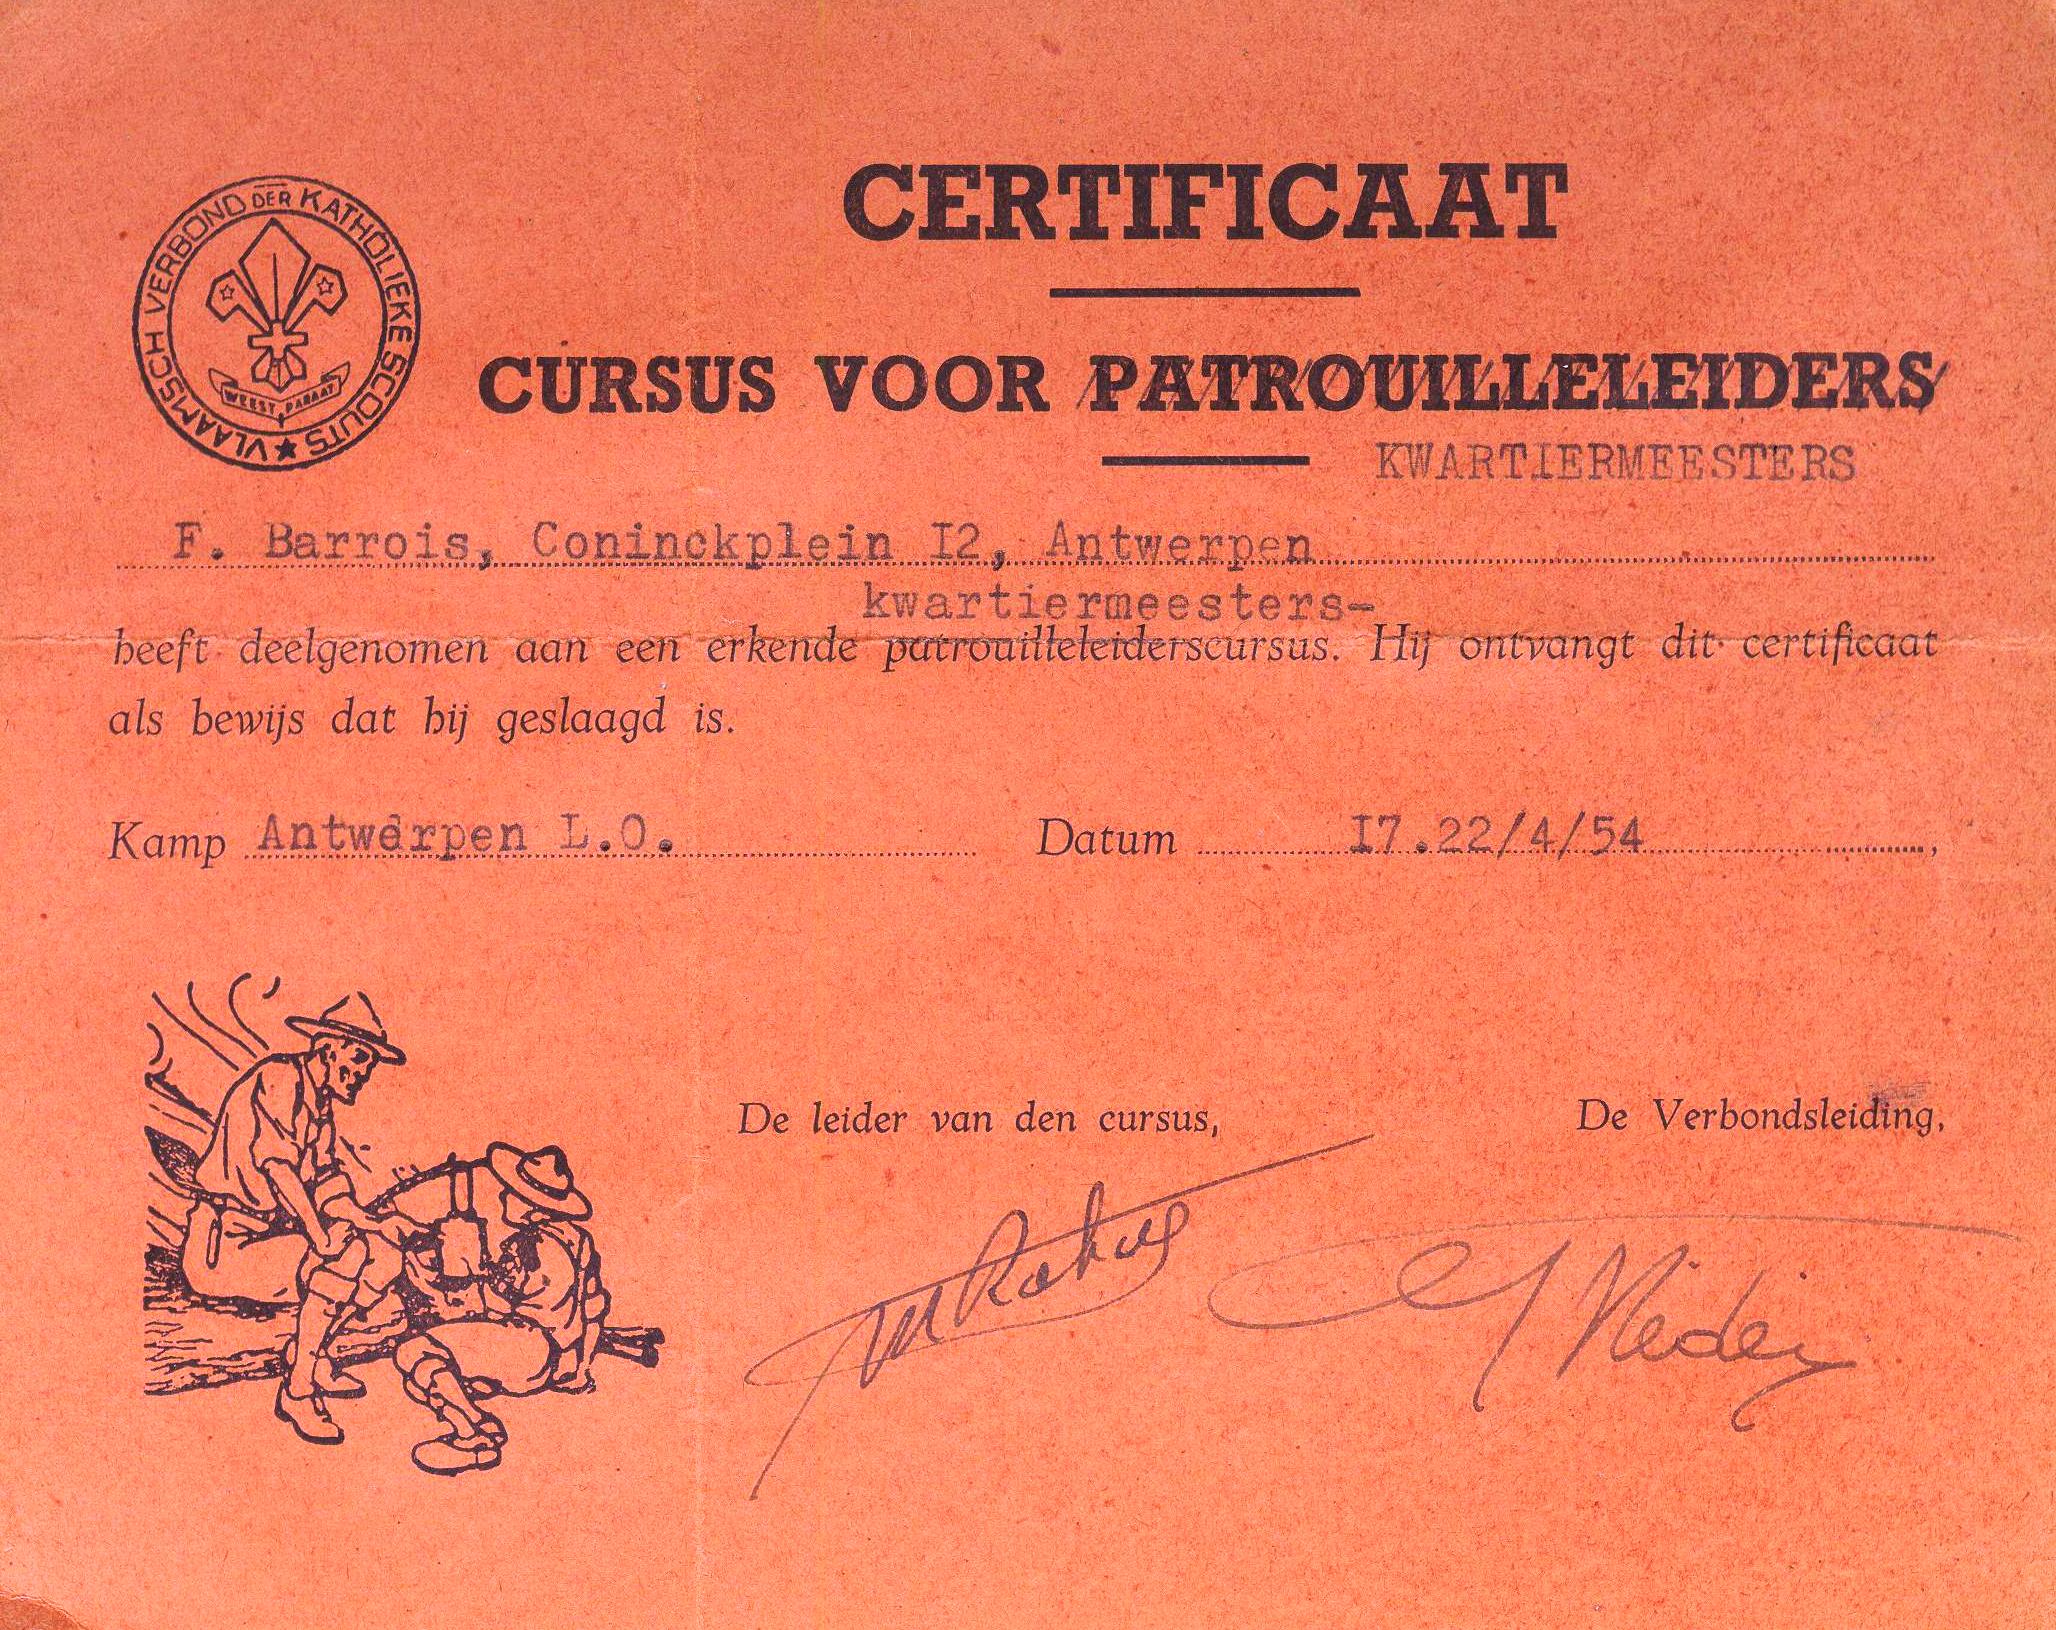 VLAAMSCH VERBOND DER KATHOLIEKE SCOUTS
WEEST PARAAT
CERTIFICAAT
CURSUS VOOR PATROUILLELEIDERS
KWARTIERMEESTERS
F. Barrois, Coninckplein I2, Antwerpen
kwartiermeesters-
heeft deelgenomen aan een erkende patrouilleleiderscursus. Hij ontvangt dit certificaat
als bewijs dat hij geslaagd is.
Kamp Antwerpen L.O. Datum I7.22/4/54,
De leider van den cursus, De Verbondsleiding,